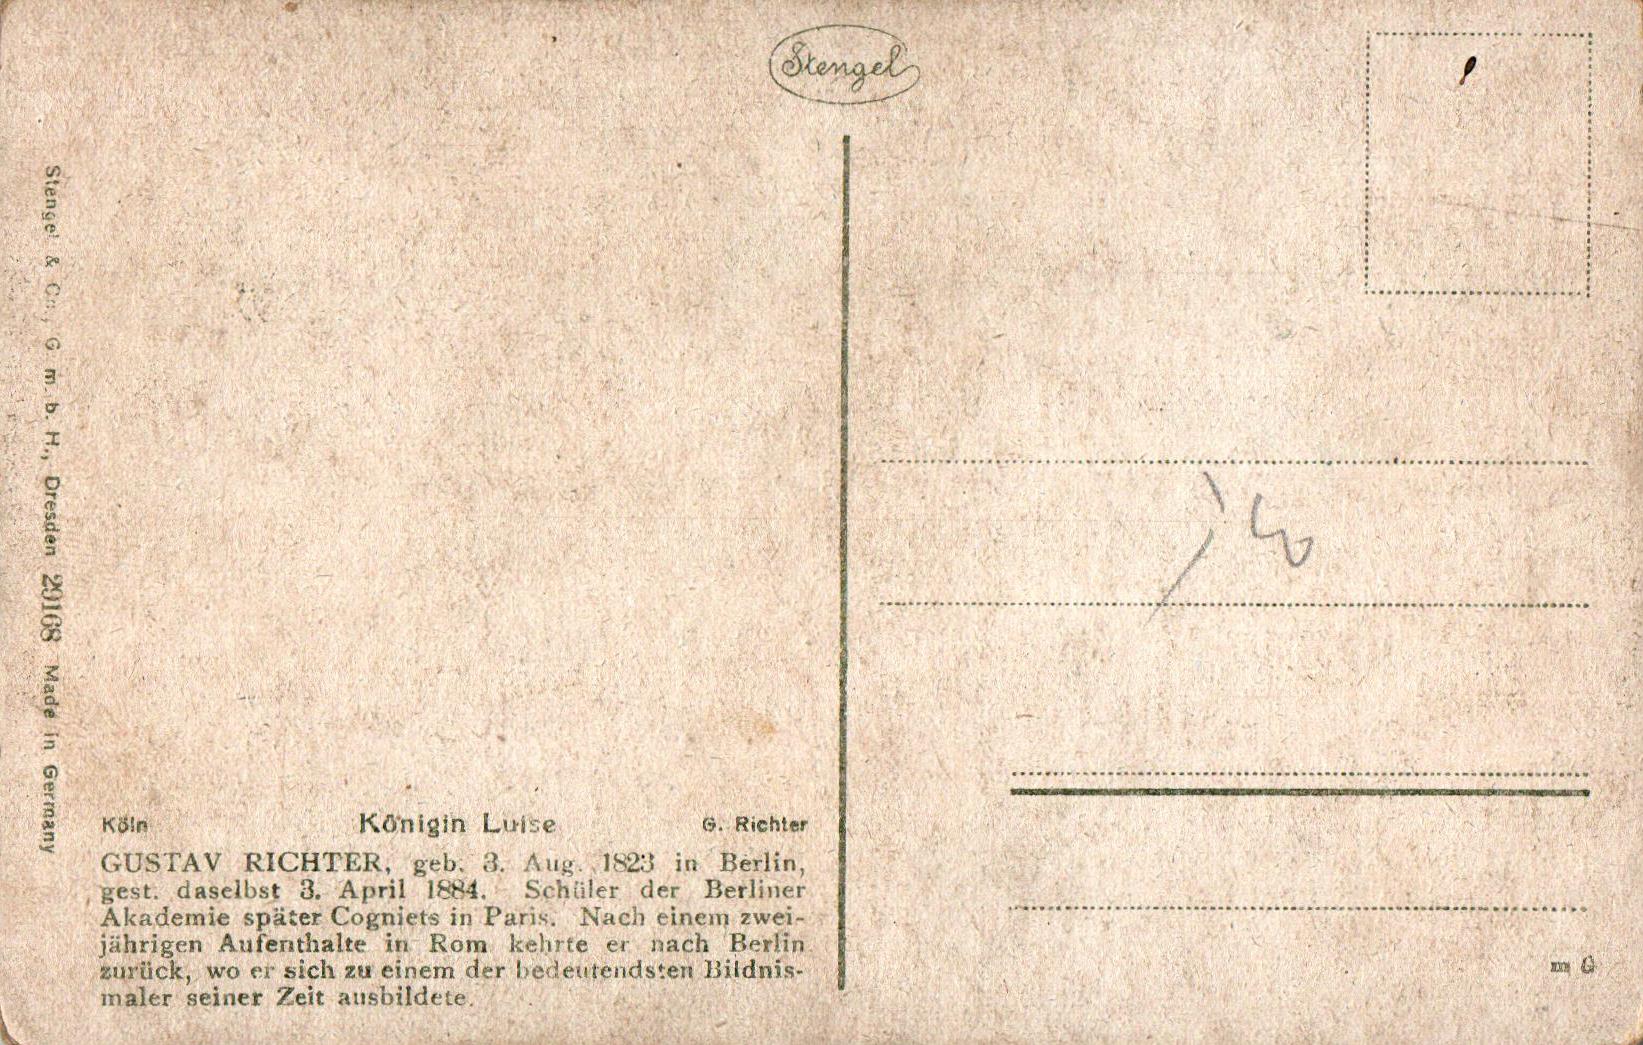 Stengel
Stengel & Co., G. m. b. H., Dresden 29168 Made in Germany
Köln Königin Luise G. Richter
GUSTAV RICHTER, geb. 3. Aug. 1823 in Berlin,
gest. daselbst 3. April 1884. Schüler der Berliner
Akademie später Cogniets in Paris. Nach einem zwei-
jährigen Aufenthalte in Rom kehrte er nach Berlin
zurück, wo er sich zu einem der bedeutendsten Bildnis-
maler seiner Zeit ausbildete.
m G